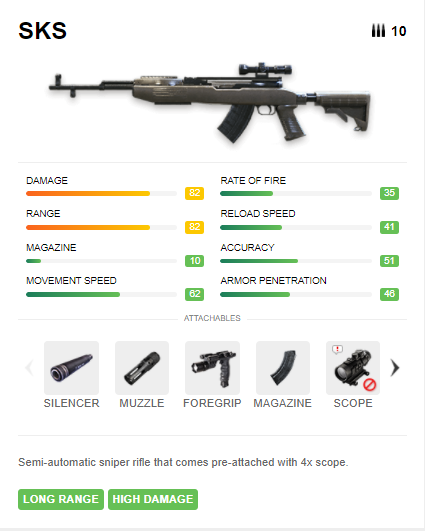 SKS 10
DAMAGE 82 RATE OF FIRE 35
RANGE 82 RELOAD SPEED 41
MAGAZINE 10 ACCURACY 51
MOVEMENT SPEED 62 ARMOR PENETRATION 46
ATTACHABLES
SILENCER MUZZLE FOREGRIP MAGAZINE SCOPE
Semi-automatic sniper rifle that comes pre-attached with 4x scope.
LONG RANGE HIGH DAMAGE